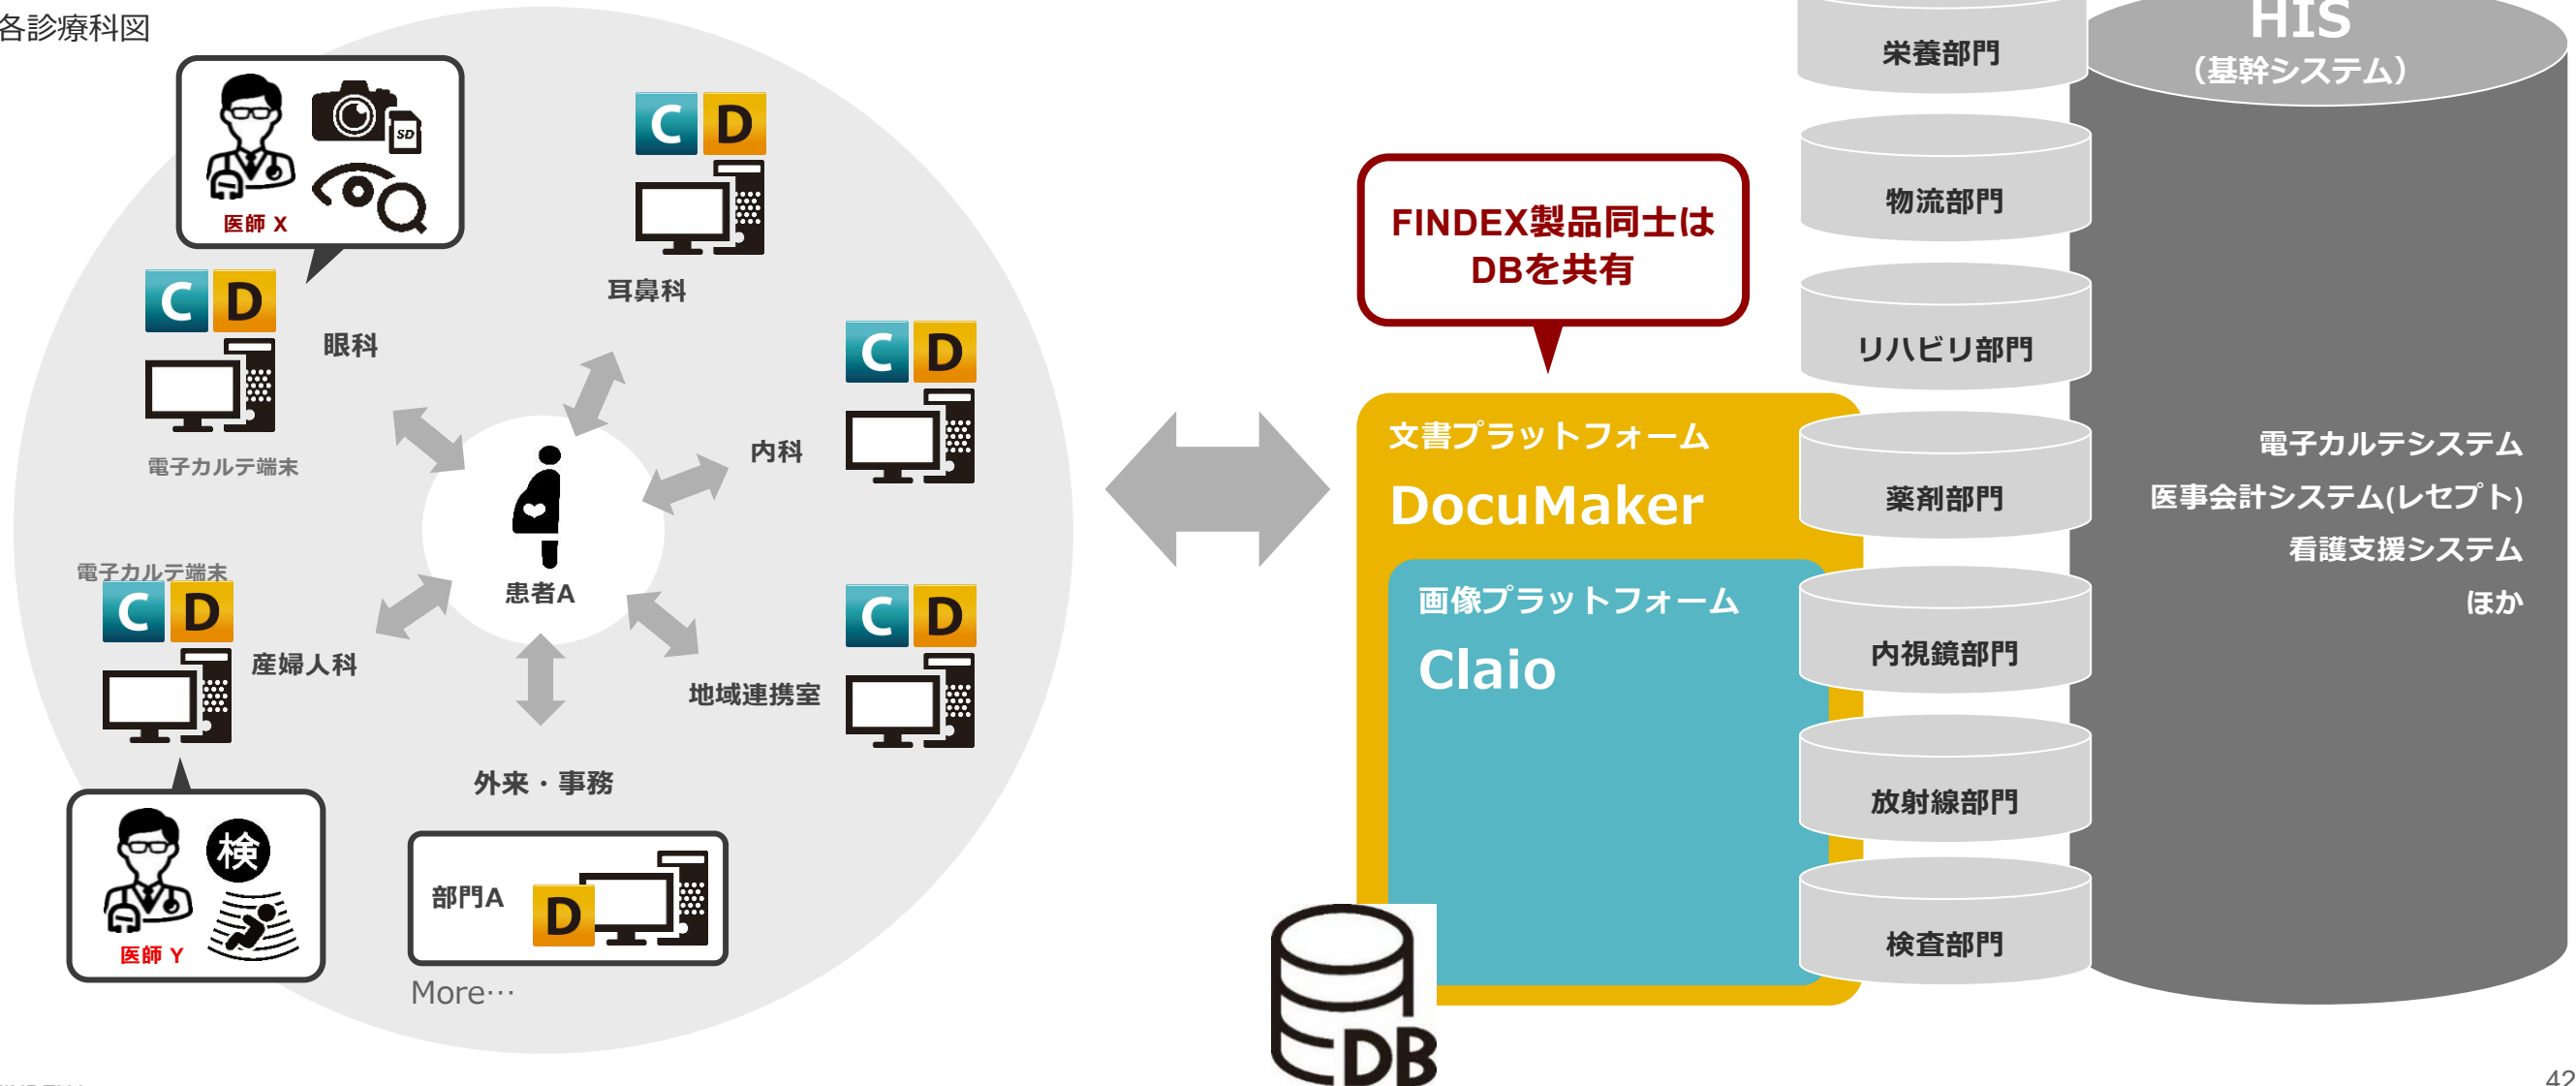 各診療科図
SD
医師 X
C D
耳鼻科
C D
眼科
電子カルテ端末
C D
内科
患者A
電子カルテ端末
C D
産婦人科
C D
地域連携室
外来・事務
検
医師 Y
部門A
D
More…
FINDEX製品同士は
DBを共有
文書プラットフォーム
DocuMaker
画像プラットフォーム
Claio
DB
栄養部門
物流部門
リハビリ部門
薬剤部門
内視鏡部門
放射線部門
検査部門
HIS
（基幹システム）
電子カルテシステム
医事会計システム(レセプト)
看護支援システム
ほか
42